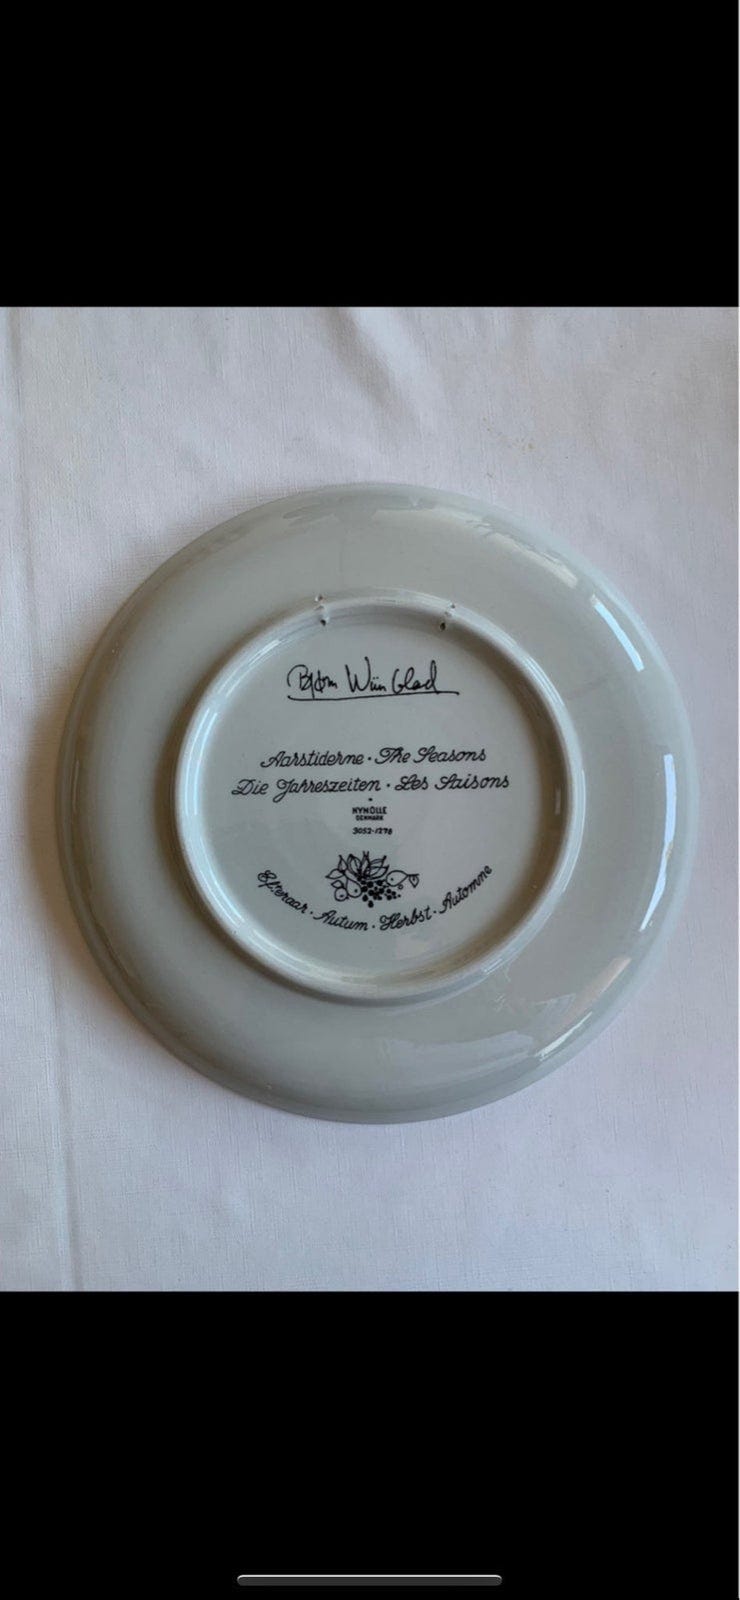 Bjørn Wiinblad
Aarstiderne · The Seasons
Die Jahreszeiten · Les Saisons
NYMØLLE
DENMARK
3052-1278
Efteraar · Autum · Herbst · Automne